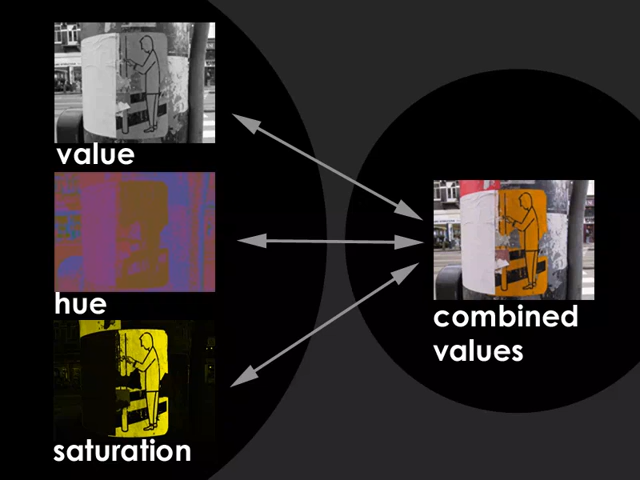 value
hue
saturation
combined
values